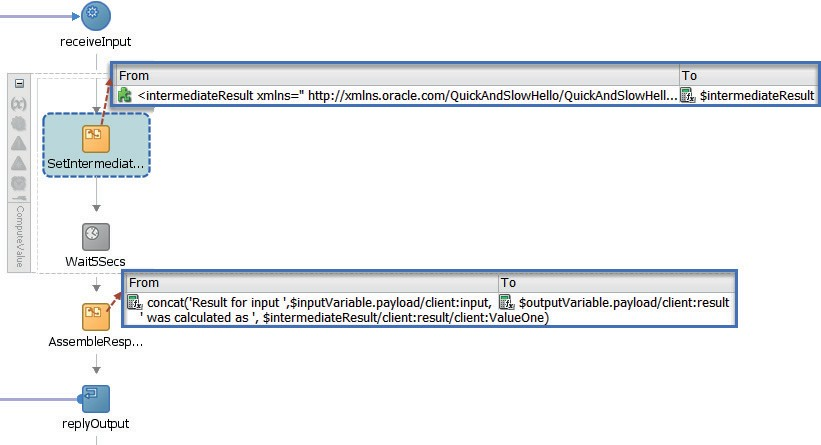 receiveInput
From To
<intermediateResult xmlns=" http://xmlns.oracle.com/QuickAndSlowHello/QuickAndSlowHell... $intermediateResult
(x)
SetIntermediat...
ComputeValue
Wait5Secs
From To
concat('Result for input ',$inputVariable.payload/client:input, $outputVariable.payload/client:result
' was calculated as ', $intermediateResult/client:result/client:ValueOne)
AssembleResp...
replyOutput